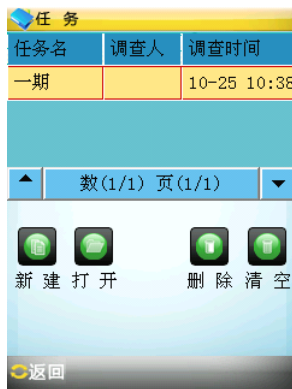 任 务
任务名 调查人 调查时间
一期 10-25 10:38
数(1/1) 页(1/1)
新 建 打 开 删 除 清 空
返回